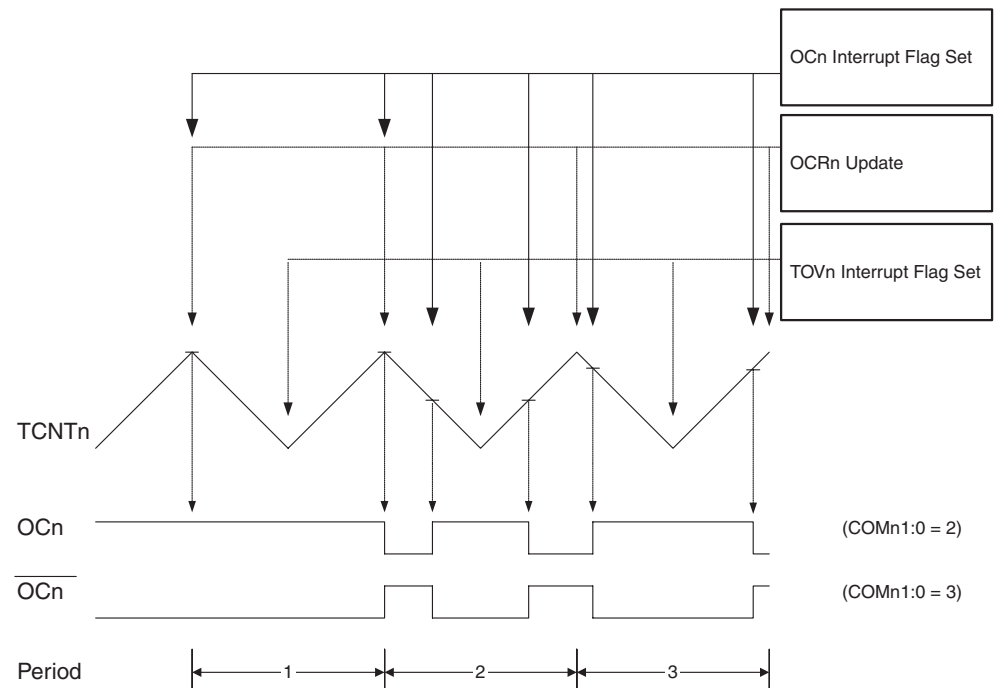 OCn Interrupt Flag Set
OCRn Update
TOVn Interrupt Flag Set
TCNTn
OCn
(COMn1:0 = 2)
OCn
(COMn1:0 = 3)
Period
1
2
3